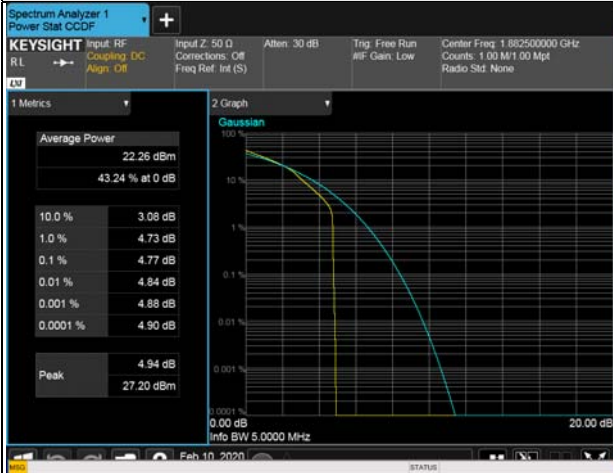 Spectrum Analyzer 1
Power Stat CCDF
KEYSIGHT
Input: RF
Input Z: 50 Ω
Atten: 30 dB
Trig: Free Run
Center Freq: 1.882500000 GHz
RL
Coupling: DC
Corrections: Off
#IF Gain: Low
Counts: 1.00 M/1.00 Mpt
Align: Off
Freq Ref: Int (S)
Radio Std: None
LXI
1 Metrics
2 Graph
Average Power
22.26 dBm
43.24 % at 0 dB
10.0 % 3.08 dB
1.0 % 4.73 dB
0.1 % 4.77 dB
0.01 % 4.84 dB
0.001 % 4.88 dB
0.0001 % 4.90 dB
Peak
4.94 dB
27.20 dBm
Gaussian
100 %
10 %
1 %
0.1 %
0.01 %
0.001 %
0.0001 %
0.00 dB
20.00 dB
Info BW 5.0000 MHz
Feb 10, 2020
MSG
STATUS